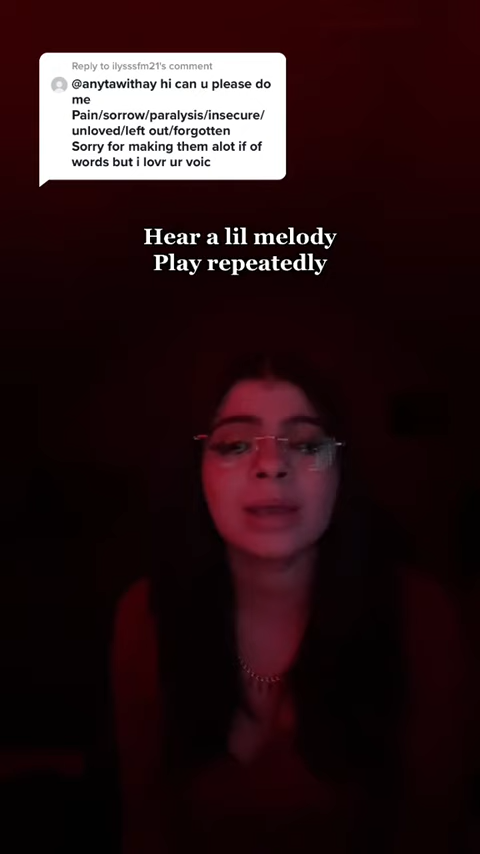 Reply to ilysssfm21's comment
@anytawithay hi can u please do
me
Pain/sorrow/paralysis/insecure/
unloved/left out/forgotten
Sorry for making them alot if of
words but i lovr ur voic
Hear a lil melody
Play repeatedly